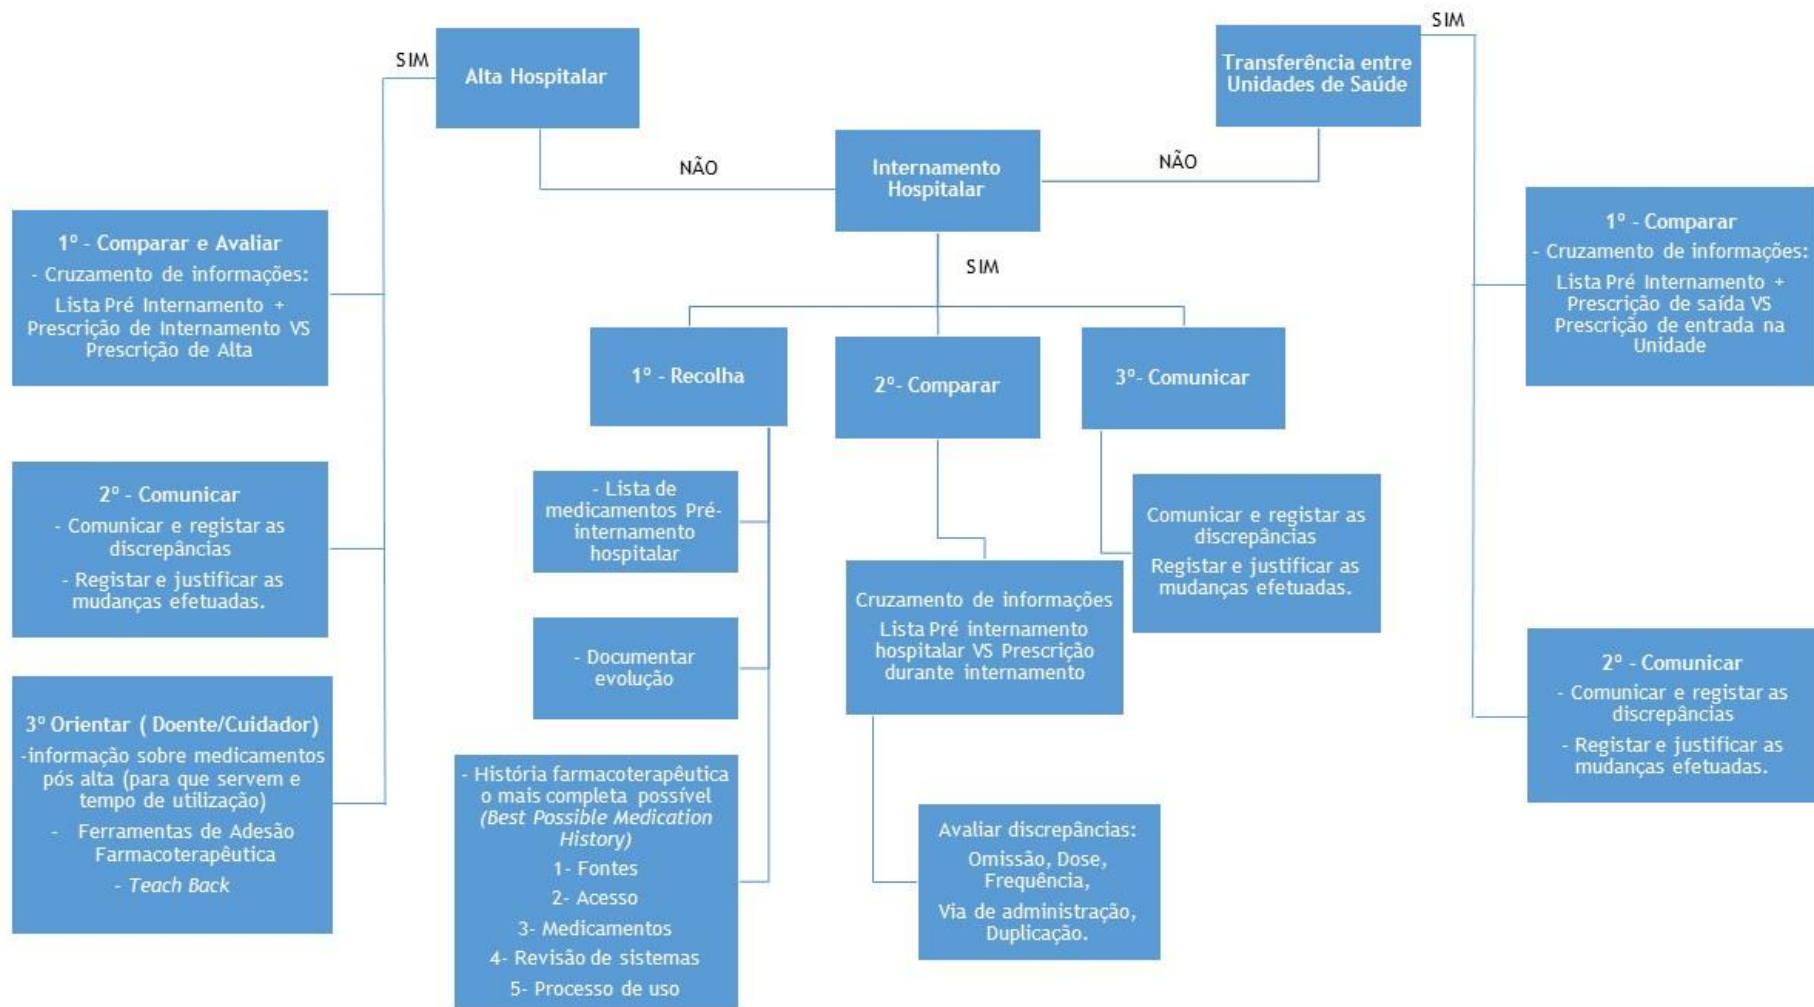 SIM
Alta Hospitalar
NÃO
Internamento
Hospitalar
SIM
NÃO
Transferência entre
Unidades de Saúde
SIM
1º - Comparar e Avaliar
- Cruzamento de informações:
Lista Pré Internamento +
Prescrição de Internamento VS
Prescrição de Alta
2º - Comunicar
- Comunicar e registar as
discrepâncias
- Registar e justificar as
mudanças efetuadas.
3º Orientar ( Doente/Cuidador)
-informação sobre medicamentos
pós alta (para que servem e
tempo de utilização)
- Ferramentas de Adesão
Farmacoterapêutica
- Teach Back
1º - Recolha
- Lista de
medicamentos Pré-
internamento
hospitalar
- Documentar
evolução
- História farmacoterapêutica
o mais completa possível
(Best Possible Medication
History)
1- Fontes
2- Acesso
3- Medicamentos
4- Revisão de sistemas
5- Processo de uso
2º- Comparar
Cruzamento de informações
Lista Pré internamento
hospitalar VS Prescrição
durante internamento
Avaliar discrepâncias:
Omissão, Dose,
Frequência,
Via de administração,
Duplicação.
3º- Comunicar
Comunicar e registar as
discrepâncias
Registar e justificar as
mudanças efetuadas.
1º - Comparar
- Cruzamento de informações:
Lista Pré Internamento +
Prescrição de saída VS
Prescrição de entrada na
Unidade
2º - Comunicar
- Comunicar e registar as
discrepâncias
- Registar e justificar as
mudanças efetuadas.